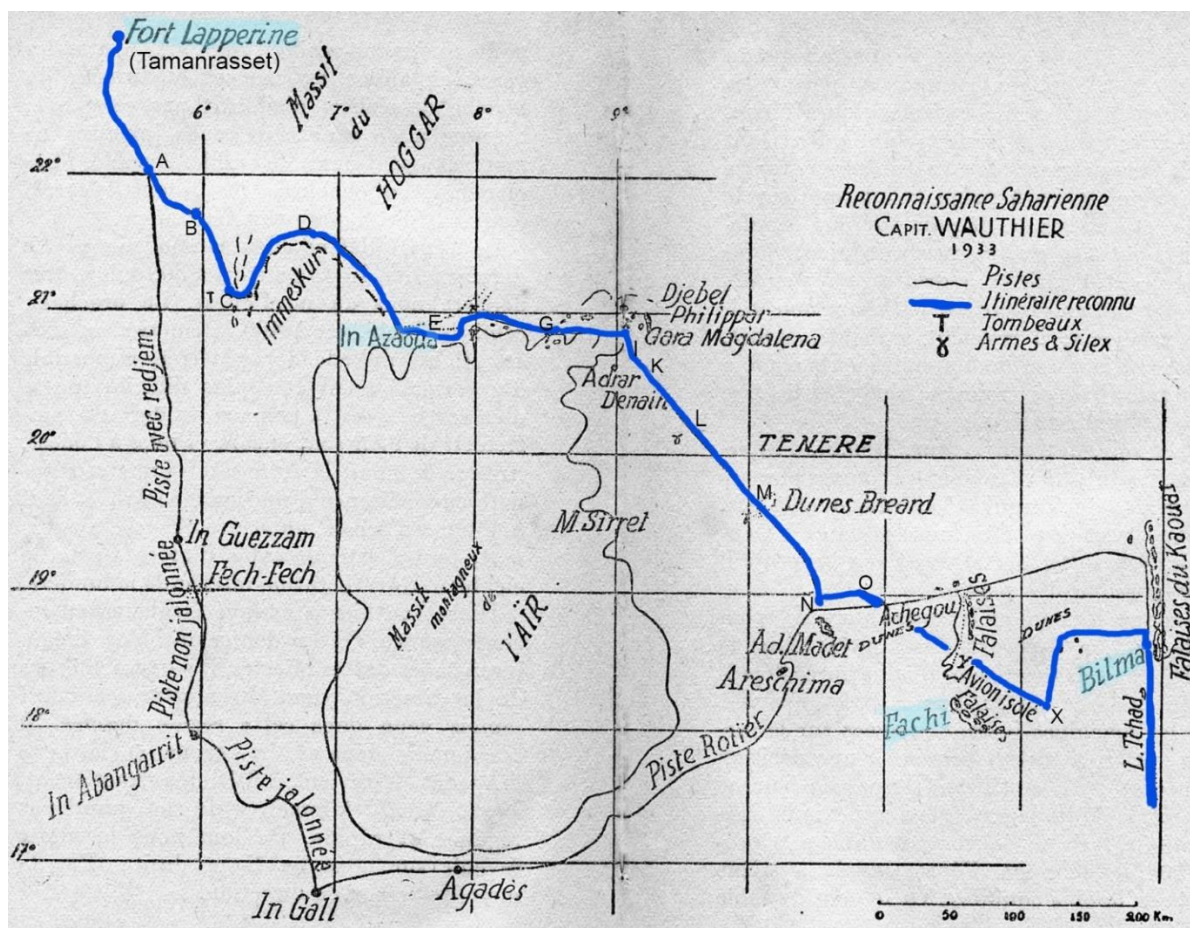 Fort Lapperine
(Tamanrasset)
Massif
du
HOGGAR
6°
7°
8°
9°
22°
21°
20°
19°
18°
17°
Reconnaissance Saharienne
CAPIT. WAUTHIER
1933
Pistes
Itinéraire reconnu
T Tombeaux
ɣ Armes & Silex
A
B
T C
D
Immeskur
In Azaoua
E
G
Djebel
Philippar
Gara Magdalena
J
K
Adrar
Denain
L
TENERE
M
Dunes Breard
M. Sirret
Piste avec redjem
In Guezzam
Fech-Fech
Piste non jalonnée
Massif
montagneux
de
l'AÏR
N
O
Achegou
Falaises
DUNES
DUNES
Ad. Madet
Areschima
Avion isolé
X
Fachi
Falaises
Bilma
L. Tchad
Falaises du Kaouar
In Abangarrit
Piste jalonnée
Piste Rotier
In Gall
Agadès
0 50 100 150 200 Km.